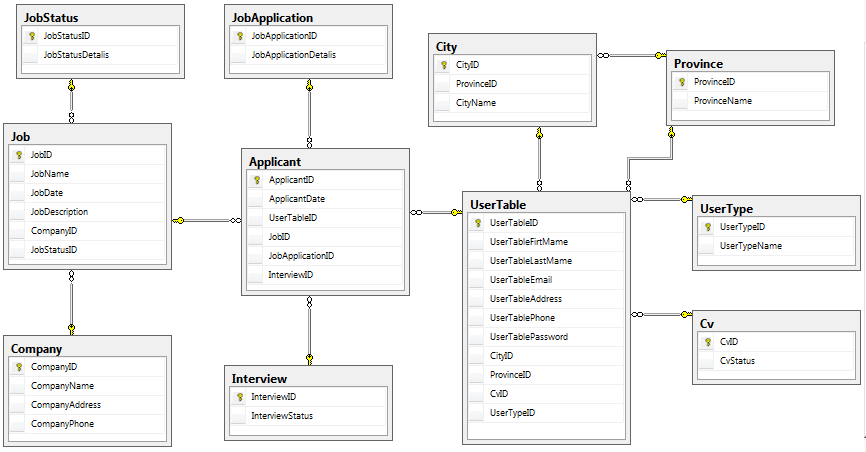 JobStatus
JobStatusID
JobStatusDetalis
JobApplication
JobApplicationID
JobApplicationDetalis
City
CityID
ProvinceID
CityName
Province
ProvinceID
ProvinceName
Job
JobID
JobName
JobDate
JobDescription
CompanyID
JobStatusID
Applicant
ApplicantID
ApplicantDate
UserTableID
JobID
JobApplicationID
InterviewID
UserTable
UserTableID
UserTableFirtMame
UserTableLastMame
UserTableEmail
UserTableAddress
UserTablePhone
UserTablePassword
CityID
ProvinceID
CvID
UserTypeID
UserType
UserTypeID
UserTypeName
Cv
CvID
CvStatus
Company
CompanyID
CompanyName
CompanyAddress
CompanyPhone
Interview
InterviewID
InterviewStatus